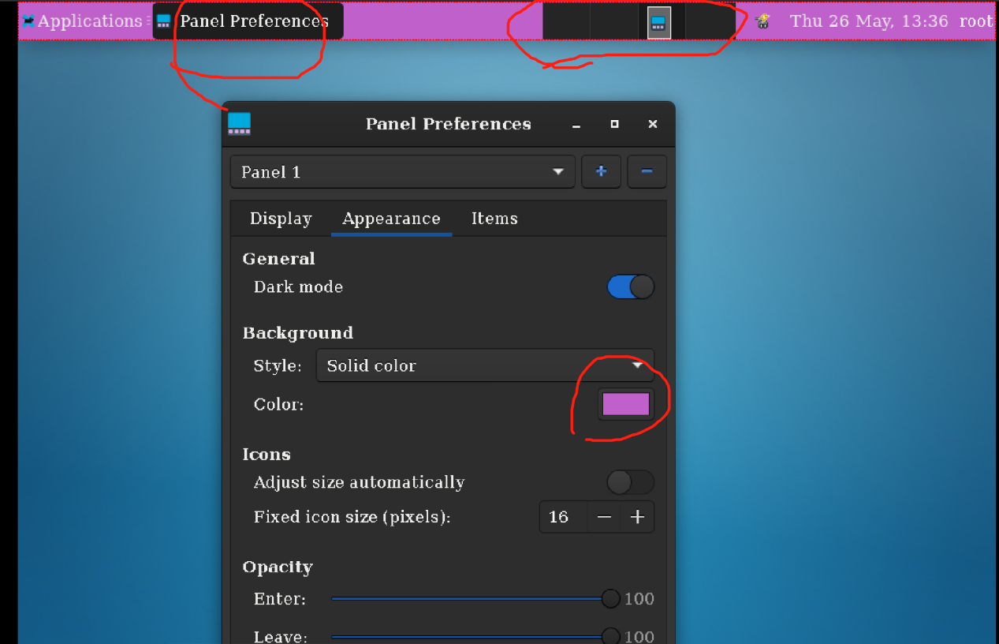 Applications
Panel Preferences
Thu 26 May, 13:36
root
Panel Preferences
Panel 1
Display
Appearance
Items
General
Dark mode
Background
Style:
Solid color
Color:
Icons
Adjust size automatically
Fixed icon size (pixels):
16
Opacity
Enter:
100
Leave:
100